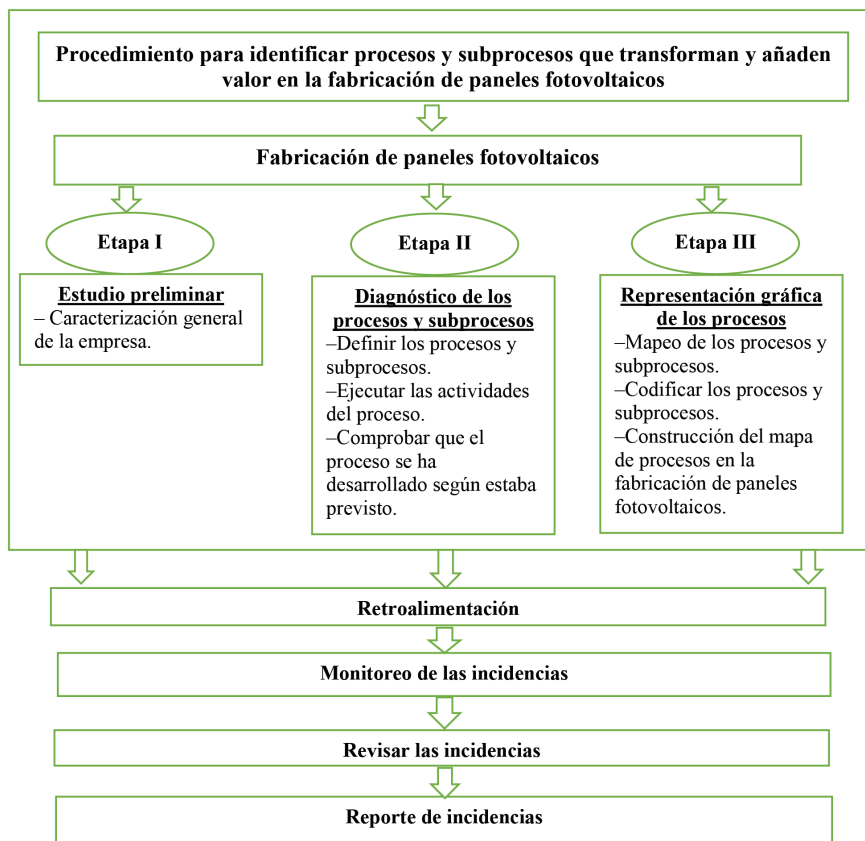 Procedimiento para identificar procesos y subprocesos que transforman y añaden
valor en la fabricación de paneles fotovoltaicos
Fabricación de paneles fotovoltaicos
Etapa I
Estudio preliminar
– Caracterización general
de la empresa.
Etapa II
Diagnóstico de los
procesos y subprocesos
–Definir los procesos y
subprocesos.
–Ejecutar las actividades
del proceso.
–Comprobar que el
proceso se ha
desarrollado según estaba
previsto.
Etapa III
Representación gráfica
de los procesos
–Mapeo de los procesos y
subprocesos.
–Codificar los procesos y
subprocesos.
–Construcción del mapa
de procesos en la
fabricación de paneles
fotovoltaicos.
Retroalimentación
Monitoreo de las incidencias
Revisar las incidencias
Reporte de incidencias